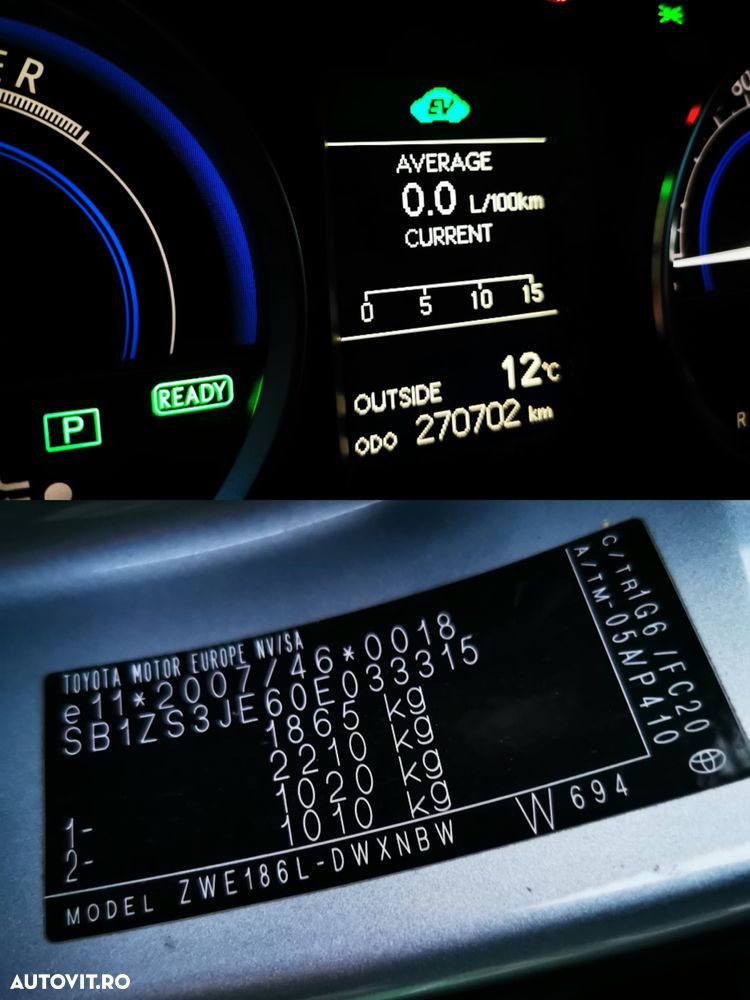 ER
EV
AVERAGE
0.0 L/100km
CURRENT
0 5 10 15
12°C
OUTSIDE
ODO 270702 km
READY
P
R
TOYOTA MOTOR EUROPE NV/SA
e11*2007/46*0018
SB1ZS3JE60E033315
1865 kg
2210 kg
1- 1020 kg
2- 1010 kg
MODEL ZWE186L-DWXNBW
W 694
C/TR1G6 /FC20
A/TM-05A/P410
AUTOVIT.RO